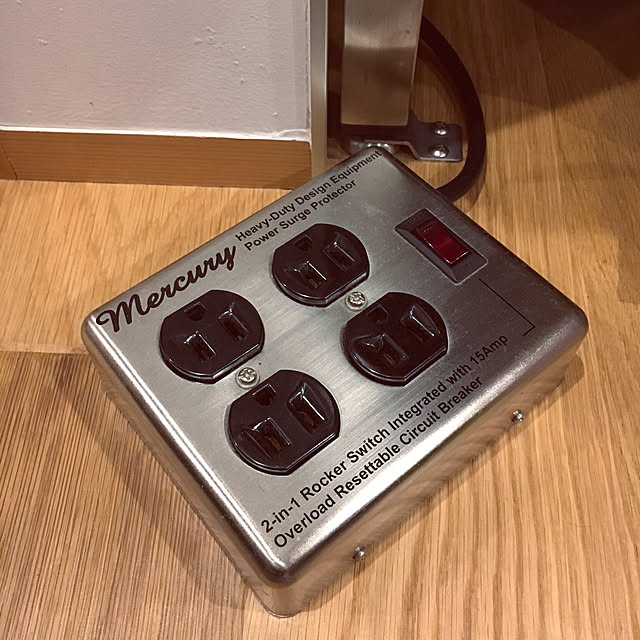 Mercury
Heavy-Duty Design Equipment
Power Surge Protector
2-in-1 Rocker Switch Integrated with 15Amp
Overload Resettable Circuit Breaker